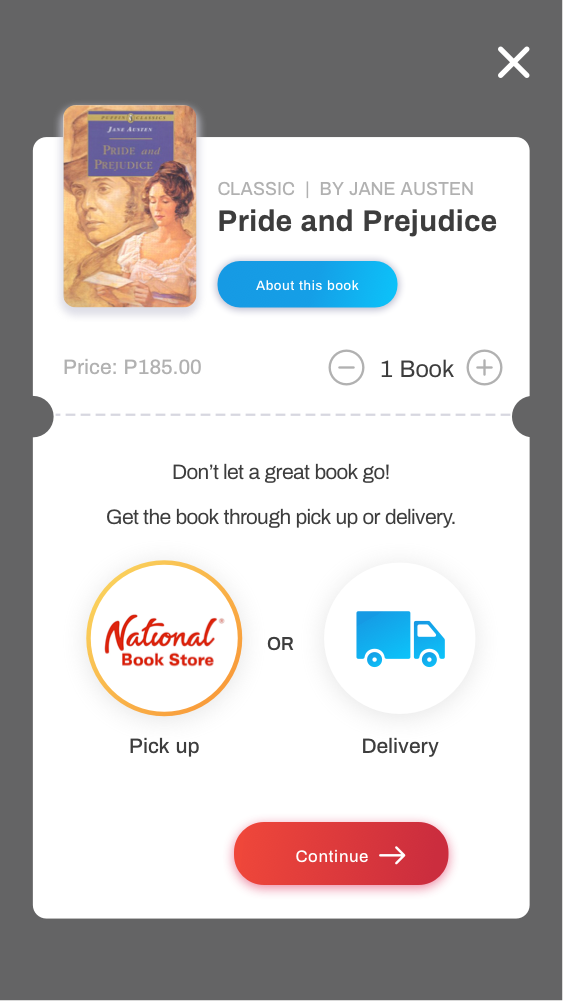 PUFFIN CLASSICS
JANE AUSTEN
PRIDE and
PREJUDICE
CLASSIC | BY JANE AUSTEN
Pride and Prejudice
About this book
Price: P185.00
1 Book
Don’t let a great book go!
Get the book through pick up or delivery.
National®
Book Store
OR
Pick up
Delivery
Continue